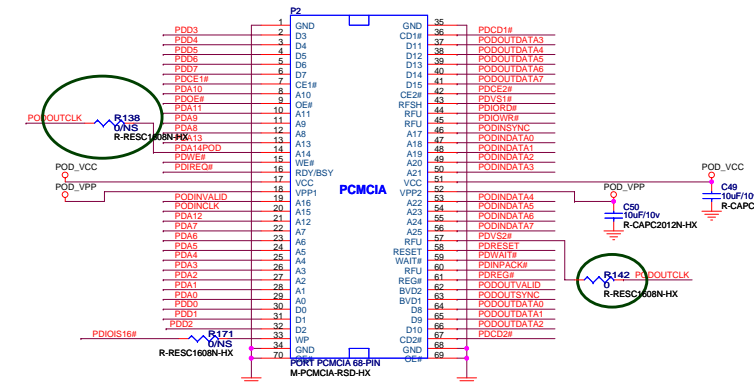 P2
PDD3 1 GND GND 35
PDD4 2 D3 CD1# 36 PDCD1#
PDD5 3 D4 D11 37 PODOUTDATA3
PDD6 4 D5 D12 38 PODOUTDATA4
PDD7 5 D6 D13 39 PODOUTDATA5
PDCE1# 6 D7 D14 40 PODOUTDATA6
PDA10 7 CE1# D15 41 PODOUTDATA7
PDOE# 8 A10 CE2# 42 PDCE2#
PDA11 9 OE# RFSH 43 PDVS1#
PDA9 10 A11 RFU 44 PDIORD#
PDA8 11 A9 RFU 45 PDIOWR#
PDA13 12 A8 A17 46 PODINSYNC
PDA14POD 13 A13 A18 47 PODINDATA0
14 A14 A19 48 PODINDATA1
PDWE# 15 WE# A20 49 PODINDATA2
PDIREQ# 16 RDY/BSY A21 50 PODINDATA3
17 VCC VCC 51
18 VPP1 VPP2 52
PODINVALID 19 A16 A22 53 PODINDATA4
PODINCLK 20 A15 A23 54 PODINDATA5
PDA12 21 A12 A24 55 PODINDATA6
PDA7 22 A7 A25 56 PODINDATA7
PDA6 23 A6 RFU 57 PDVS2#
PDA5 24 A5 RESET 58 PDRESET
PDA4 25 A4 WAIT# 59 PDWAIT#
PDA3 26 A3 RFU 60 PDINPACK#
PDA2 27 A2 REG# 61 PDREG#
PDA1 28 A1 BVD2 62 PODOUTVALID
PDA0 29 A0 BVD1 63 PODOUTSYNC
PDD0 30 D0 D8 64 PODOUTDATA0
PDD1 31 D1 D9 65 PODOUTDATA1
PDD2 32 D2 D10 66 PODOUTDATA2
33 WP CD2# 67 PDCD2#
34 GND GND 68
70 OE# OE# 69
PCMCIA
PODOUTCLK
R138
0/NS
R-RESC1608N-HX
POD_VCC
POD_VPP
PDIOIS16#
R171
0/NS
R-RESC1608N-HX
POD_VPP
C50
10uF/10v
R-CAPC2012N-HX
POD_VCC
C49
R142
0
PODOUTCLK
R-RESC1608N-HX
PORT PCMCIA 68-PIN
M-PCMCIA-RSD-HX